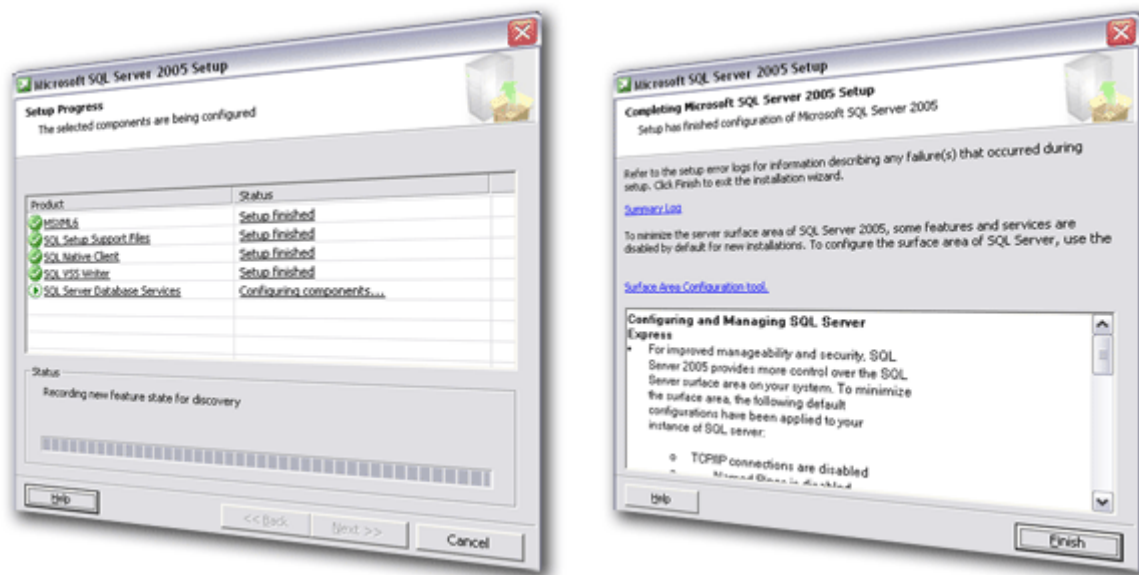 Microsoft SQL Server 2005 Setup
Setup Progress
The selected components are being configured
Product Status
MSXML6 Setup finished
SQL Setup Support Files Setup finished
SQL Native Client Setup finished
SQL VSS Writer Setup finished
SQL Server Database Services Configuring components...
Status
Recording new feature state for discovery
Help
<< Back Next >> Cancel
Microsoft SQL Server 2005 Setup
Completing Microsoft SQL Server 2005 Setup
Setup has finished configuration of Microsoft SQL Server 2005
Refer to the setup error logs for information describing any failure(s) that occurred during
setup. Click Finish to exit the installation wizard.
Summary Log
To minimize the server surface area of SQL Server 2005, some features and services are
disabled by default for new installations. To configure the surface area of SQL Server, use the
Surface Area Configuration tool.
Configuring and Managing SQL Server
Express
• For improved manageability and security, SQL
Server 2005 provides more control over the SQL
Server surface area on your system. To minimize
the surface area, the following default
configurations have been applied to your
instance of SQL server:
o TCP/IP connections are disabled
o Named Pipes is disabled
Help
Finish